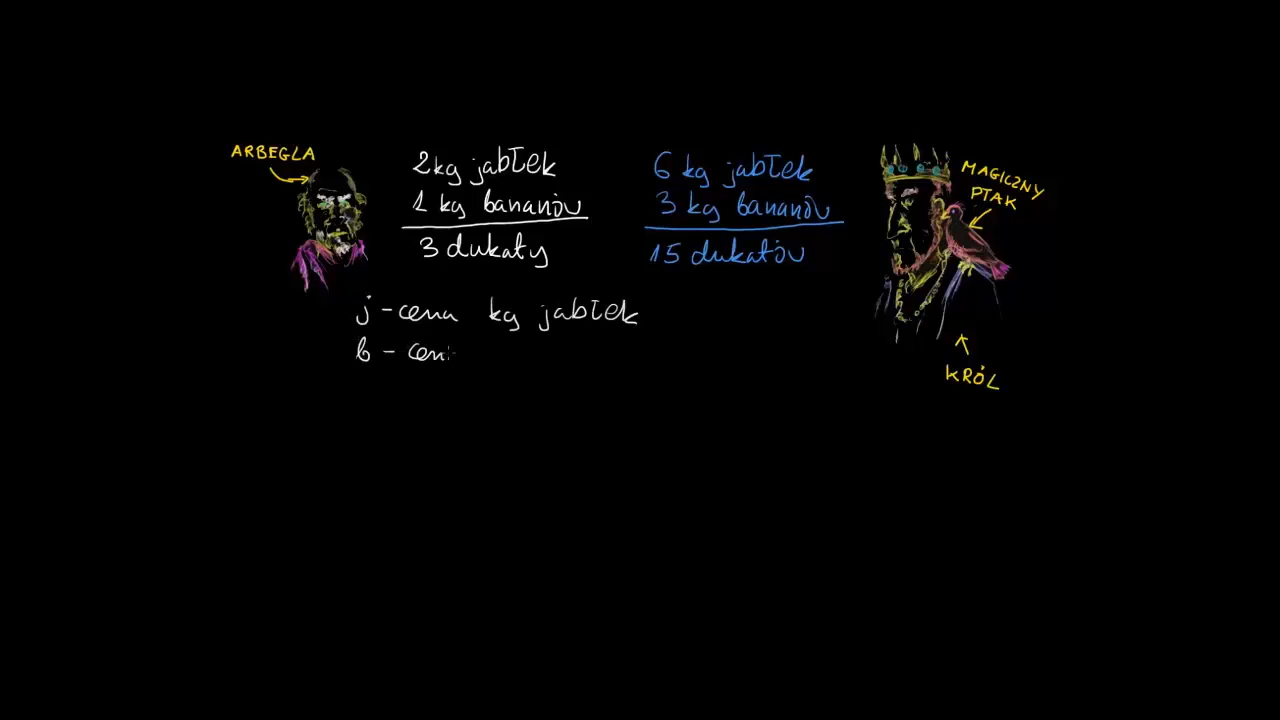 ARBEGLA
2kg jabłek
1 kg bananów
3 dukaty
6 kg jabłek
3 kg bananów
15 dukatów
MAGICZNY
PTAK
KRÓL
j - cena kg jabłek
b -